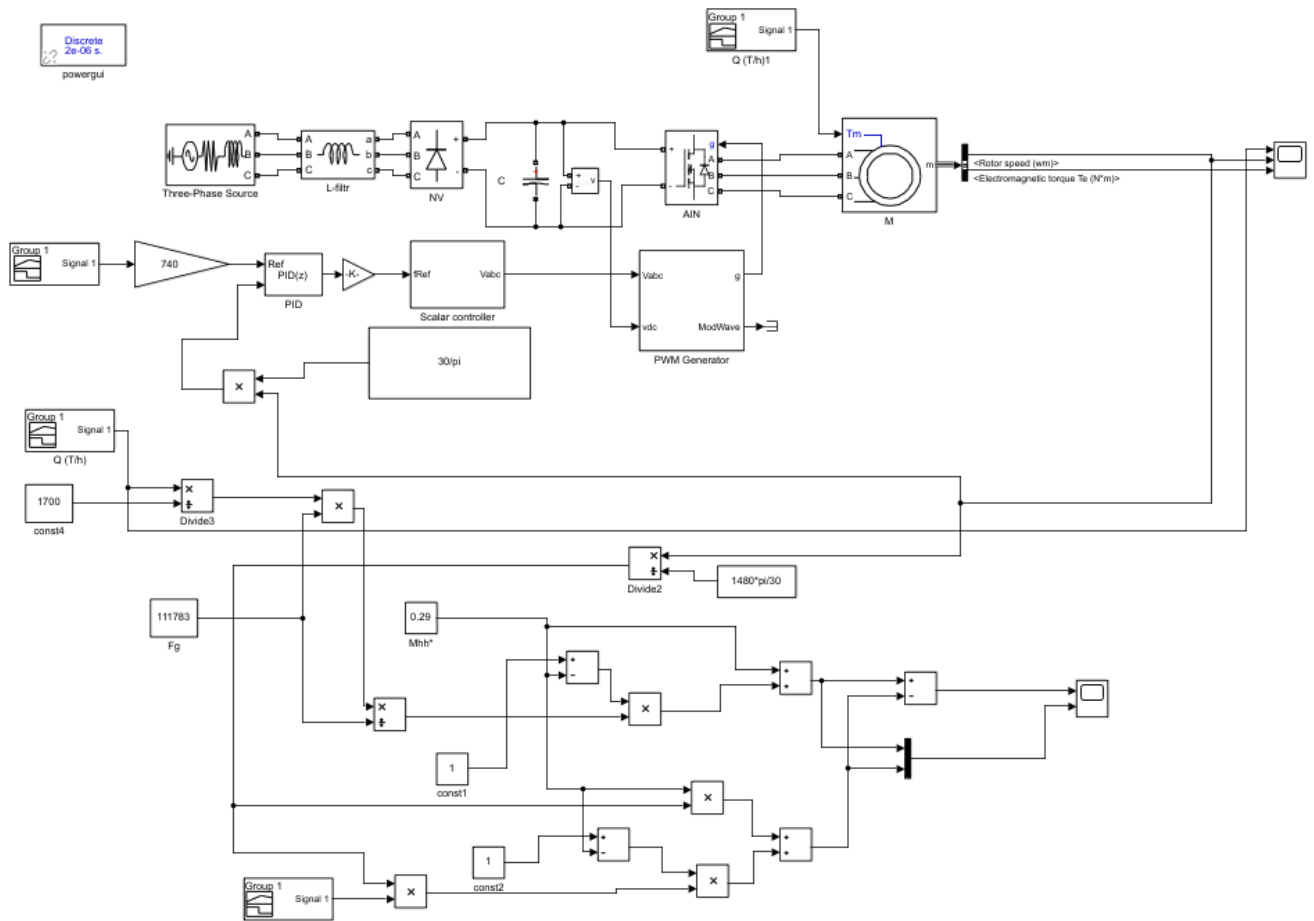 Group 1
Signal 1
Q (T/h)1
Discrete
2e-06 s.
powergui
A
B
C
Three-Phase Source
A
B
C
a
b
c
L-filtr
A
B
C
+
-
NV
C
+
-
v
+
-
g
A
B
C
AIN
Tm
A
B
C
m
M
<Rotor speed (wm)>
<Electromagnetic torque Te (N*m)>
Group 1
Signal 1
740
Ref
PID(z)
PID
-K-
fRef
Vabc
Scalar controller
Vabc
vdc
g
ModWave
PWM Generator
30/pi
×
Group 1
Signal 1
Q (T/h)
1700
const4
×
÷
Divide3
×
×
÷
Divide2
1480*pi/30
111783
Fg
0.29
Mhh*
+
−
×
+
+
+
−
×
÷
1
const1
×
+
−
1
const2
×
+
+
Group 1
Signal 1
×